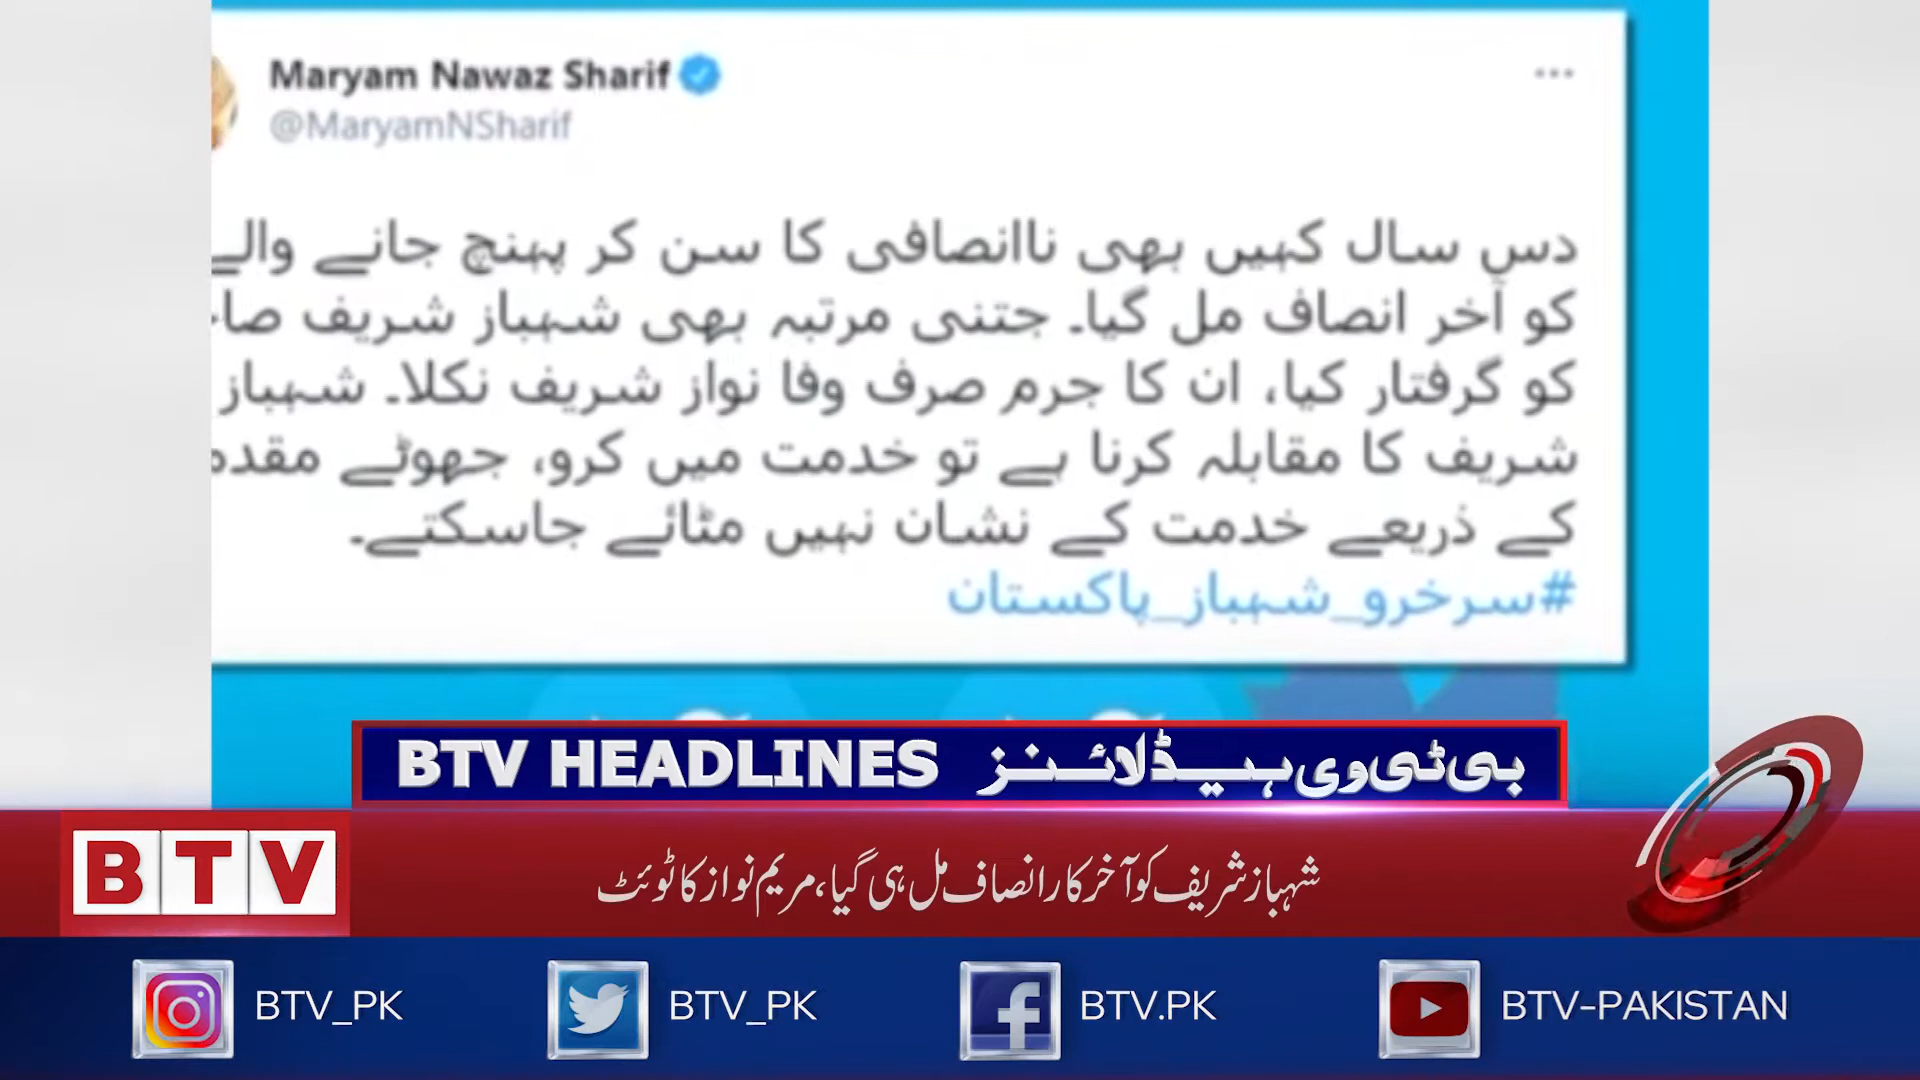 Maryam Nawaz Sharif
@MaryamNSharif
دس سال کہیں بھی ناانصافی کا سن کر پہنچ جانے والے
کو آخر انصاف مل گیا۔ جتنی مرتبہ بھی شہباز شریف
کو گرفتار کیا، ان کا جرم صرف وفا نواز شریف نکلا۔ شہباز
شریف کا مقابلہ کرنا ہے تو خدمت میں کرو، جھوٹے
کے ذریعے خدمت کے نشان نہیں مٹائے جاسکتے۔
#سرخرو_شہباز_پاکستان
BTV HEADLINES بی ٹی وی ہیڈلائنز
BTV
شہباز شریف کو آخر کار انصاف مل ہی گیا، مریم نواز کا ٹوئٹ
BTV_PK
BTV_PK
BTV.PK
BTV-PAKISTAN